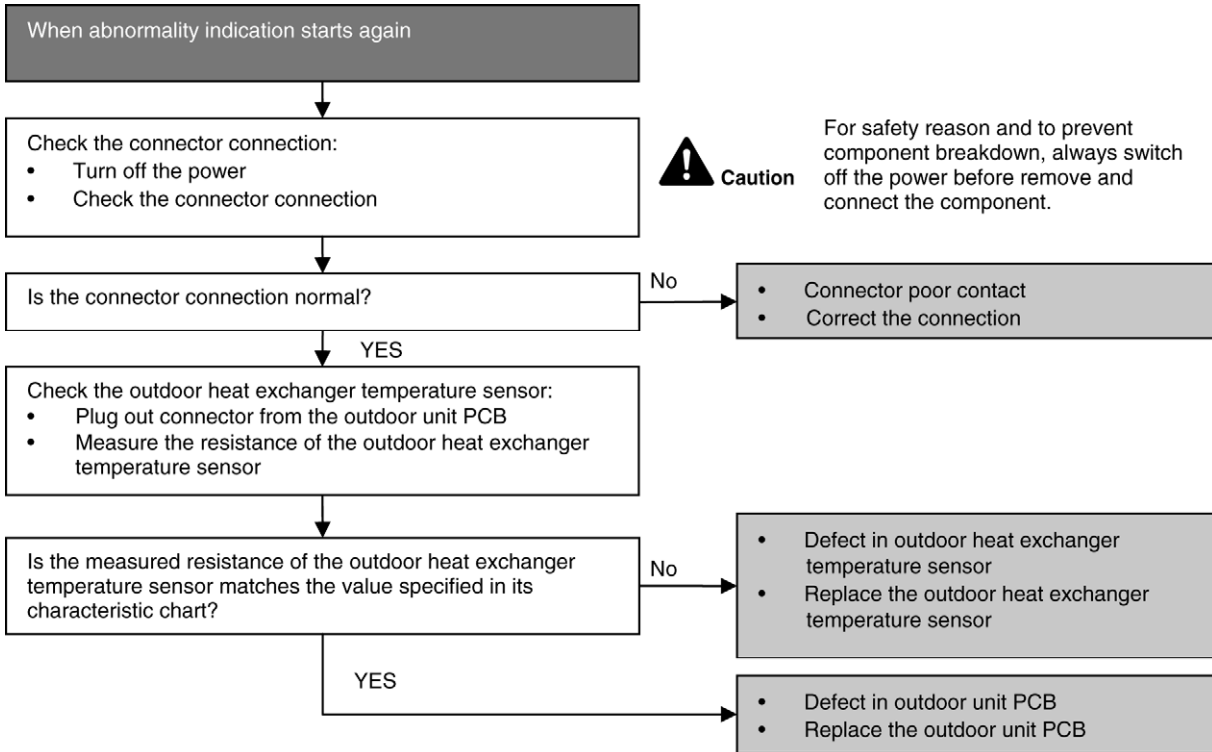 When abnormality indication starts again
Check the connector connection:
• Turn off the power
• Check the connector connection
Caution
For safety reason and to prevent
component breakdown, always switch
off the power before remove and
connect the component.
Is the connector connection normal?
No
• Connector poor contact
• Correct the connection
YES
Check the outdoor heat exchanger temperature sensor:
• Plug out connector from the outdoor unit PCB
• Measure the resistance of the outdoor heat exchanger
temperature sensor
Is the measured resistance of the outdoor heat exchanger
temperature sensor matches the value specified in its
characteristic chart?
No
• Defect in outdoor heat exchanger
temperature sensor
• Replace the outdoor heat exchanger
temperature sensor
YES
• Defect in outdoor unit PCB
• Replace the outdoor unit PCB